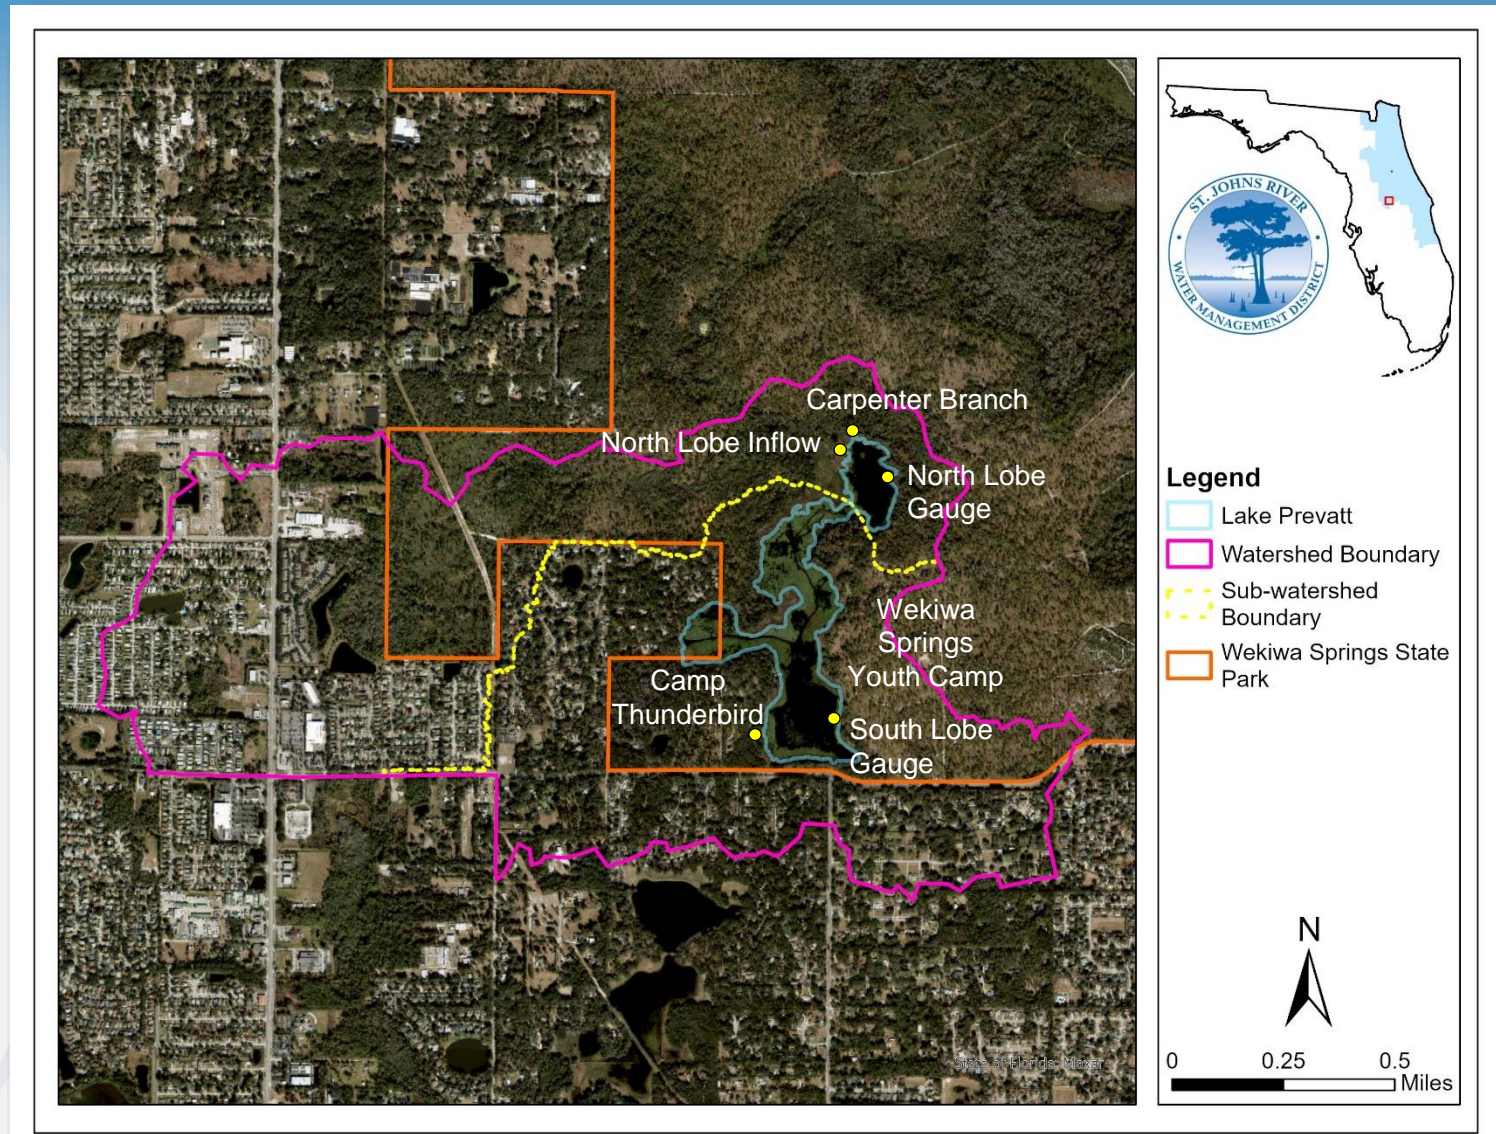 Carpenter Branch
North Lobe Inflow
North Lobe
Gauge
Wekiwa
Springs
Youth Camp
Camp
Thunderbird
South Lobe
Gauge
State of Florida, Maxar
ST. JOHNS RIVER
WATER MANAGEMENT DISTRICT
Legend
Lake Prevatt
Watershed Boundary
Sub-watershed
Boundary
Wekiwa Springs State
Park
N
0 0.25 0.5
Miles